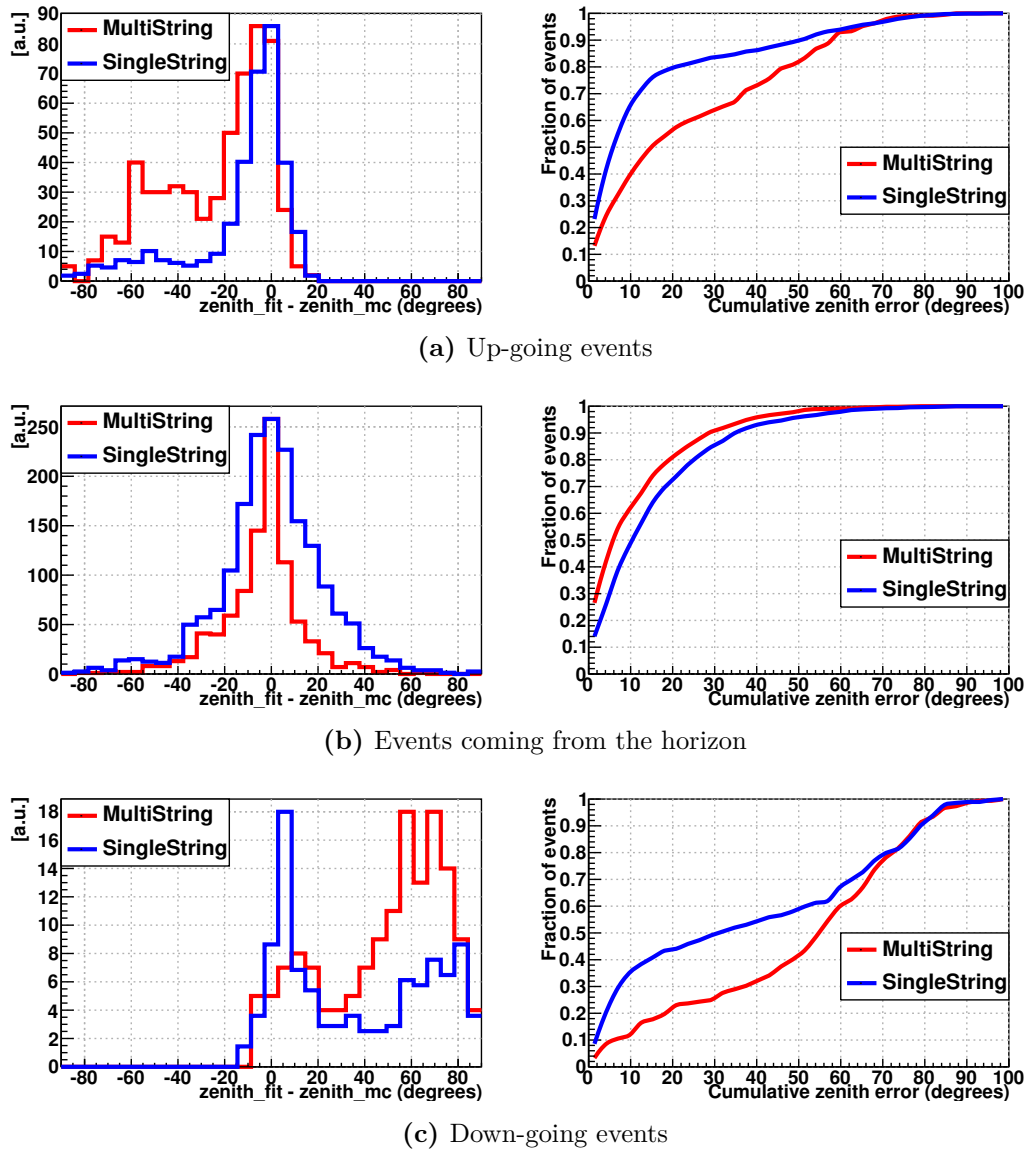 [a.u.]
90
80
70
60
50
40
30
20
10
0
MultiString
SingleString
-80 -60 -40 -20 0 20 40 60 80
zenith_fit - zenith_mc (degrees)
Fraction of events
1
0.9
0.8
0.7
0.6
0.5
0.4
0.3
0.2
0.1
0
MultiString
SingleString
0 10 20 30 40 50 60 70 80 90 100
Cumulative zenith error (degrees)
(a) Up-going events
[a.u.]
250
200
150
100
50
0
MultiString
SingleString
-80 -60 -40 -20 0 20 40 60 80
zenith_fit - zenith_mc (degrees)
Fraction of events
1
0.9
0.8
0.7
0.6
0.5
0.4
0.3
0.2
0.1
0
MultiString
SingleString
0 10 20 30 40 50 60 70 80 90 100
Cumulative zenith error (degrees)
(b) Events coming from the horizon
[a.u.]
18
16
14
12
10
8
6
4
2
0
MultiString
SingleString
-80 -60 -40 -20 0 20 40 60 80
zenith_fit - zenith_mc (degrees)
Fraction of events
1
0.9
0.8
0.7
0.6
0.5
0.4
0.3
0.2
0.1
0
MultiString
SingleString
0 10 20 30 40 50 60 70 80 90 100
Cumulative zenith error (degrees)
(c) Down-going events